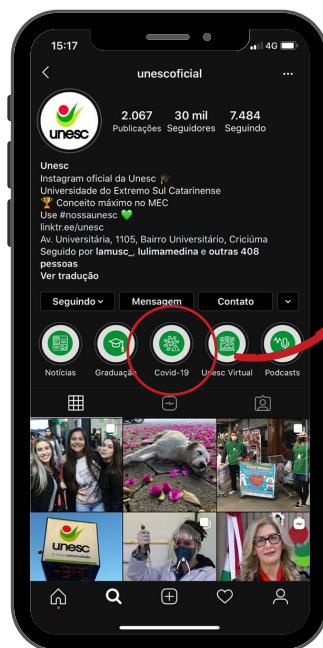 15:17
4G
unescoficial
unesc
2.067 30 mil 7.484
Publicações Seguidores Seguindo
Unesc
Instagram oficial da Unesc
Universidade do Extremo Sul Catarinense
Conceito máximo no MEC
Use #nossaunesc
linktr.ee/unesc
Av. Universitária, 1105, Bairro Universitário, Criciúma
Seguido por lamusc_, lulimamedina e outras 408
pessoas
Ver tradução
Seguindo Mensagem Contato
Notícias Graduação Covid-19 Unesc Virtual Podcasts
unesc